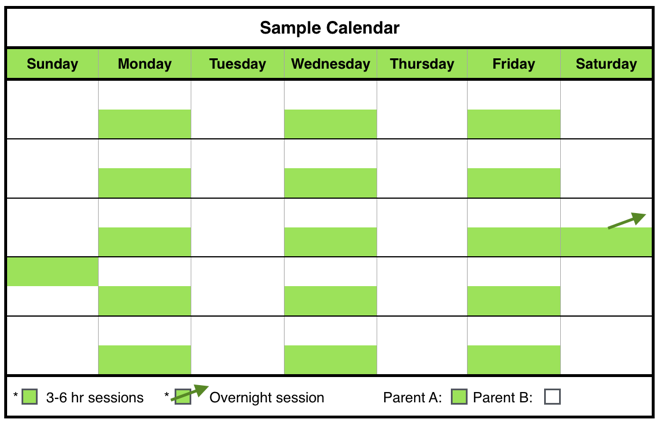 Sample Calendar
Sunday Monday Tuesday Wednesday Thursday Friday Saturday
* 3-6 hr sessions * Overnight session Parent A: Parent B: